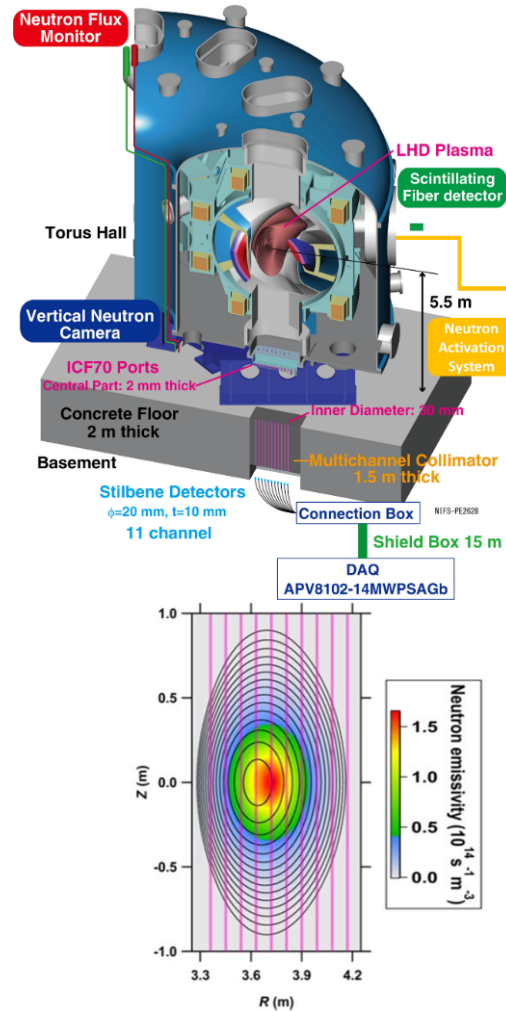 Neutron Flux
Monitor
LHD Plasma
Scintillating
Fiber detector
Torus Hall
5.5 m
Vertical Neutron
Camera
Neutron
Activation
System
ICF70 Ports
Central Part: 2 mm thick
Inner Diameter: 30 mm
Concrete Floor
2 m thick
Multichannel Collimator
1.5 m thick
Basement
Stilbene Detectors
ϕ=20 mm, t=10 mm
11 channel
Connection Box
NIFS-PE2628
Shield Box 15 m
DAQ
APV8102-14MWPSAGb
1.0
0.5
0.0
-0.5
-1.0
Z (m)
3.3 3.6 3.9 4.2
R (m)
1.5
1.0
0.5
0.0
Neutron emissivity (10^14 s^-1 m^-3)